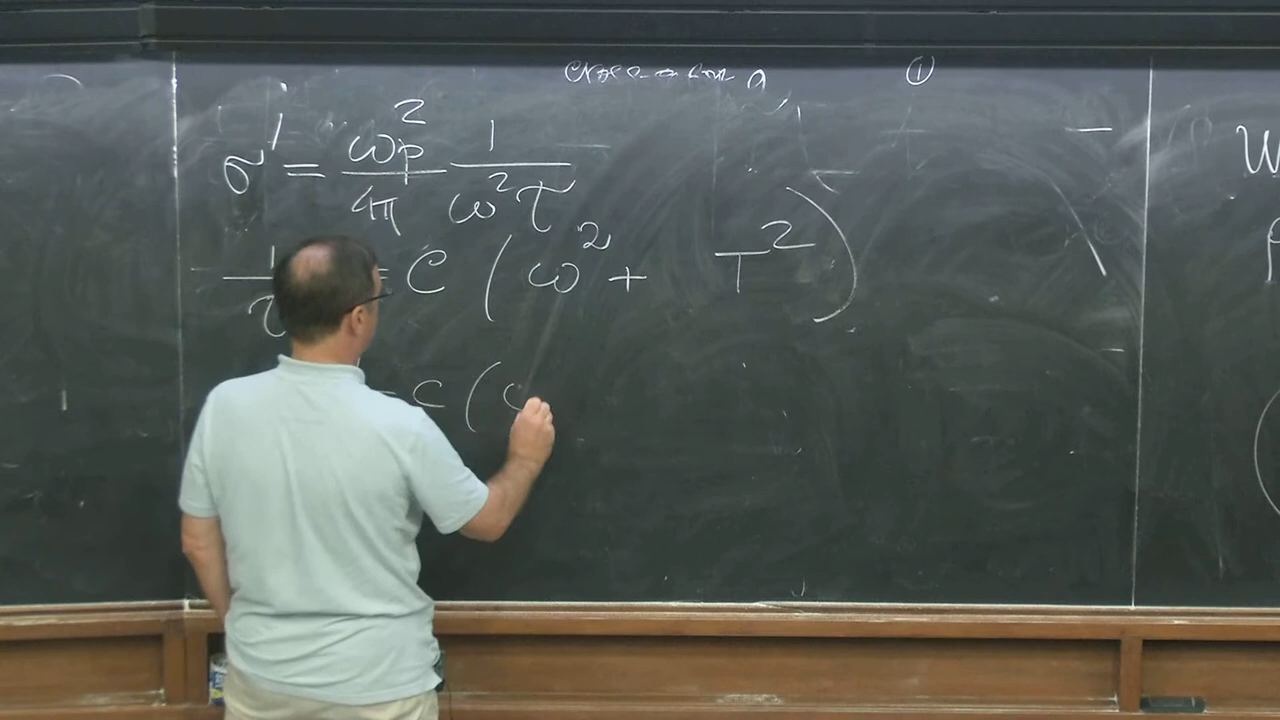 ①
σ' = ωp² / 4π 1 / ω²τ
1 / τ = C ( ω² + T² )
= C (
W